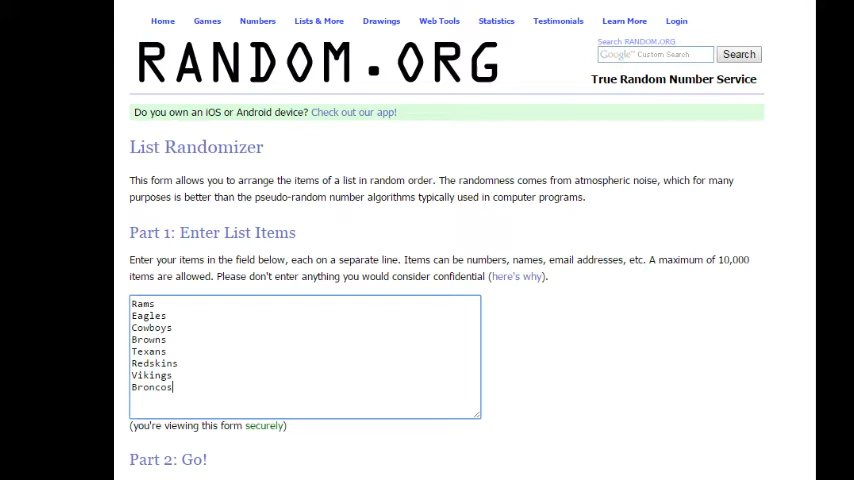 Home Games Numbers Lists & More Drawings Web Tools Statistics Testimonials Learn More Login
RANDOM.ORG
Search RANDOM.ORG
Google™ Custom Search Search
True Random Number Service
Do you own an iOS or Android device? Check out our app!
List Randomizer
This form allows you to arrange the items of a list in random order. The randomness comes from atmospheric noise, which for many
purposes is better than the pseudo-random number algorithms typically used in computer programs.
Part 1: Enter List Items
Enter your items in the field below, each on a separate line. Items can be numbers, names, email addresses, etc. A maximum of 10,000
items are allowed. Please don't enter anything you would consider confidential (here's why).
Rams
Eagles
Cowboys
Browns
Texans
Redskins
Vikings
Broncos
(you're viewing this form securely)
Part 2: Go!